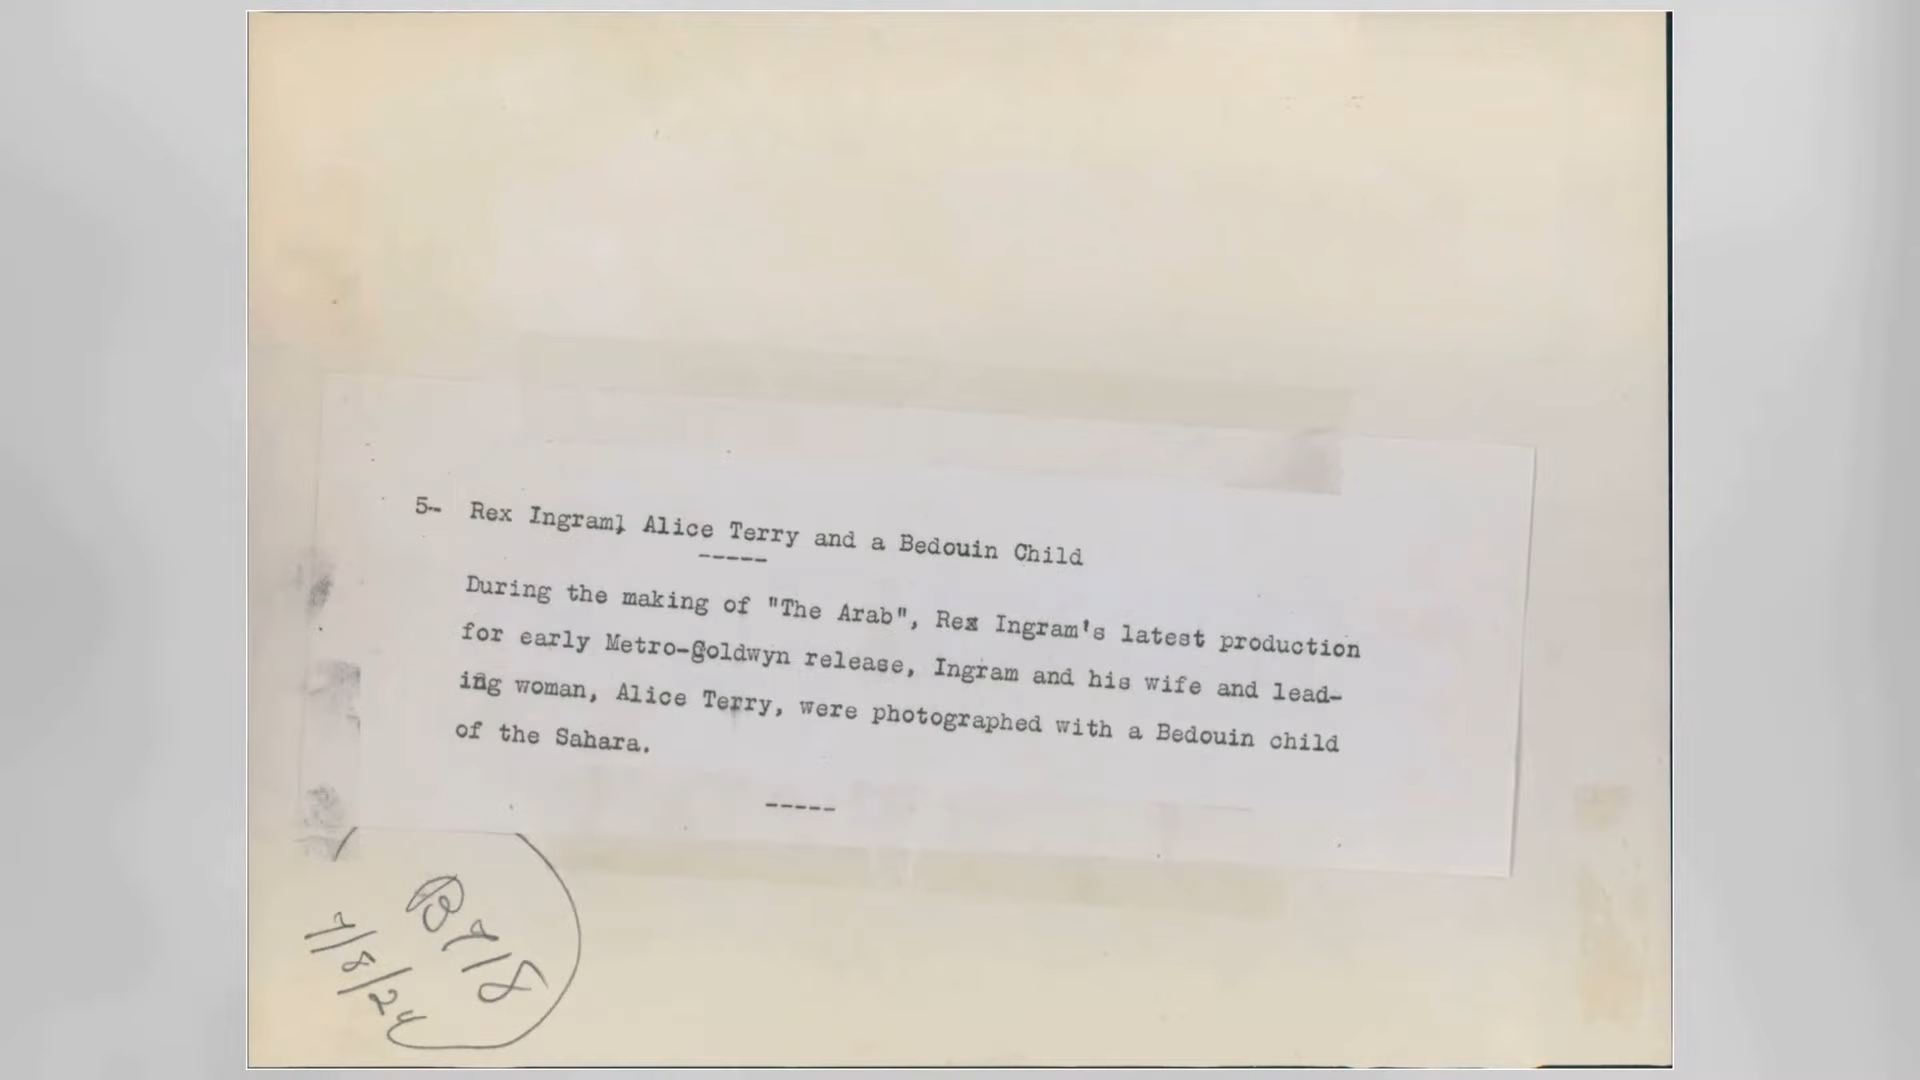 5- Rex Ingram, Alice Terry and a Bedouin Child
-----
During the making of "The Arab", Rex Ingram's latest production
for early Metro-Goldwyn release, Ingram and his wife and lead-
ing woman, Alice Terry, were photographed with a Bedouin child
of the Sahara.
-----
B718
7/8/24